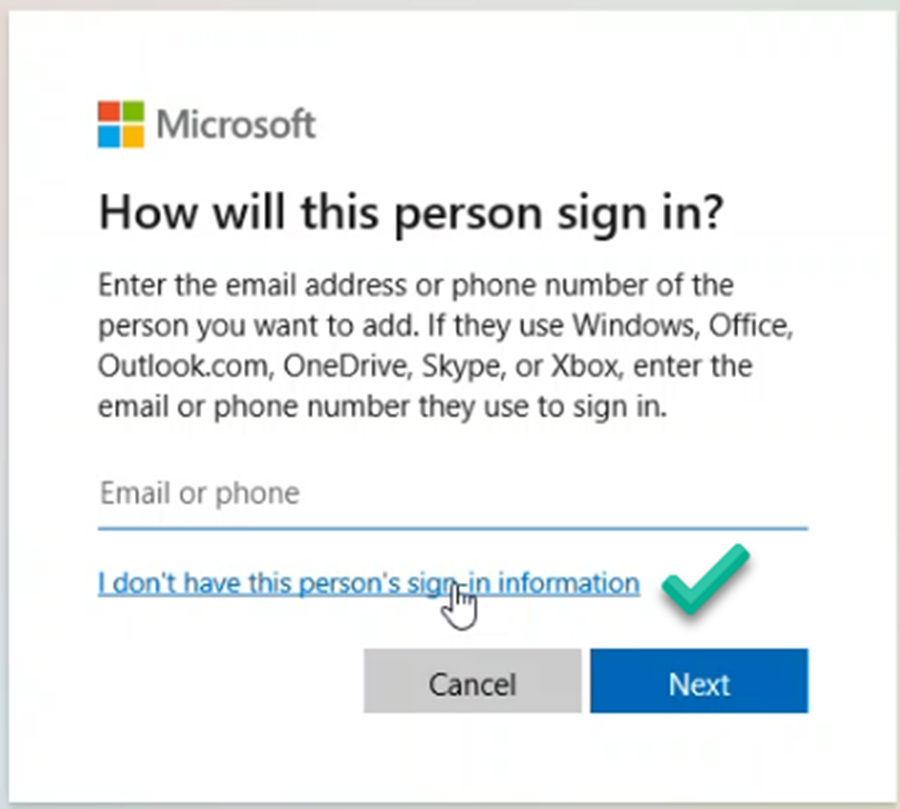 Microsoft
How will this person sign in?
Enter the email address or phone number of the
person you want to add. If they use Windows, Office,
Outlook.com, OneDrive, Skype, or Xbox, enter the
email or phone number they use to sign in.
Email or phone
I don't have this person's sign-in information
Cancel
Next